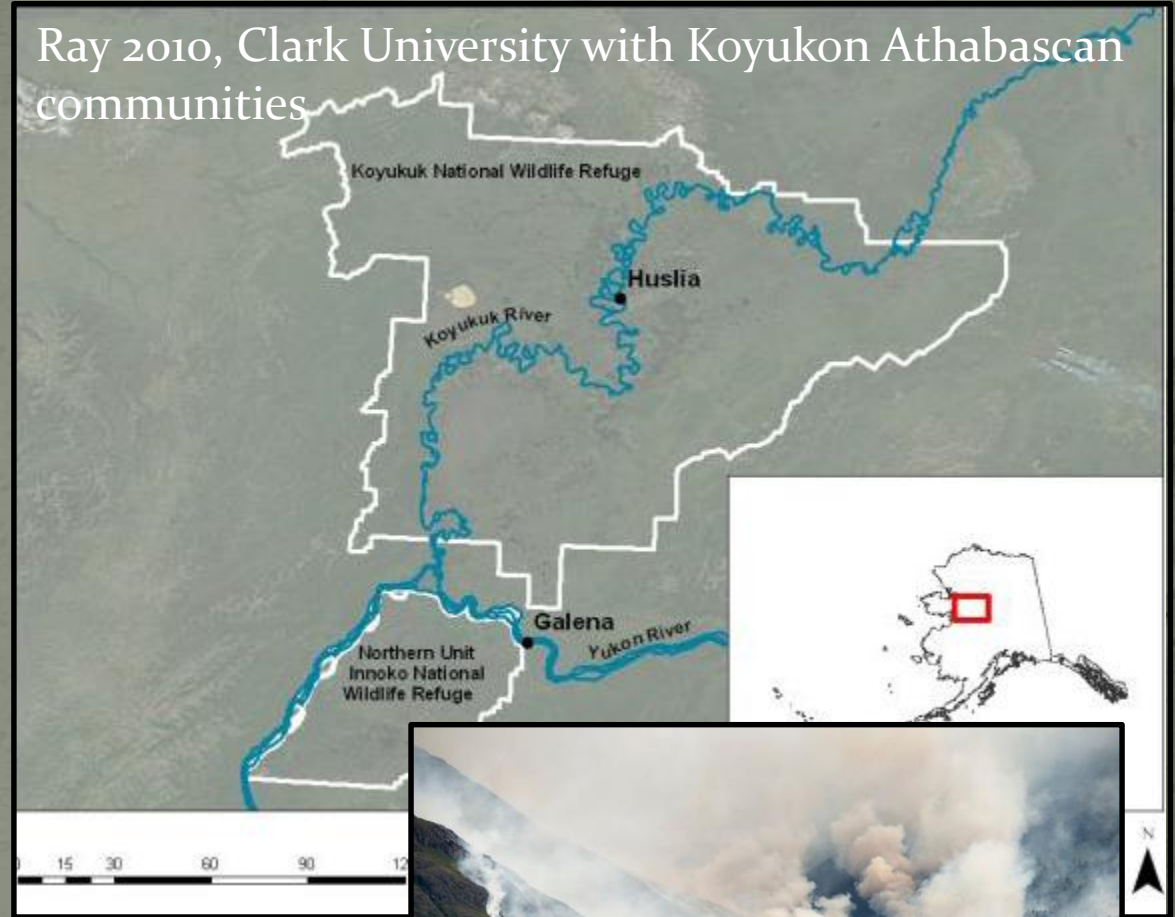 Ray 2010, Clark University with Koyukon Athabascan
communities
Koyukuk National Wildlife Refuge
Huslia
Koyukuk River
Galena
Yukon River
Northern Unit
Innoko National
Wildlife Refuge
15 30 60 90
N